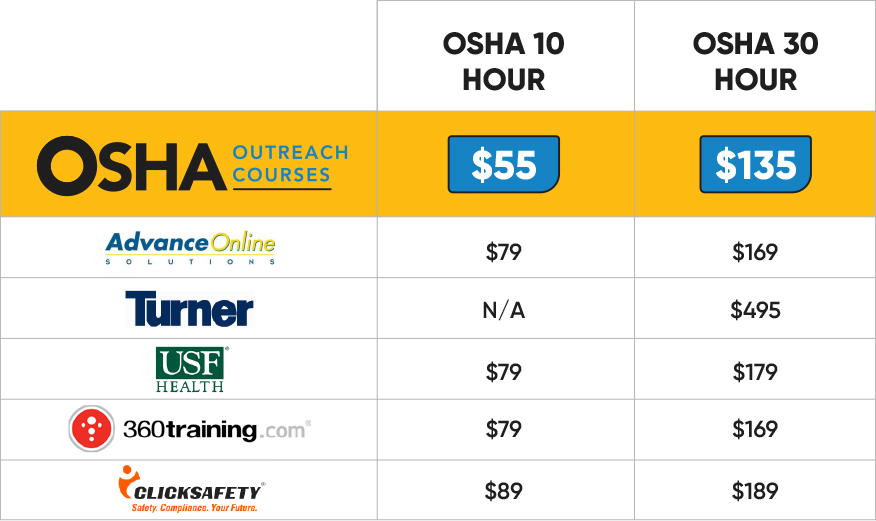 OSHA 10
HOUR
OSHA 30
HOUR
OSHA OUTREACH
COURSES
$55
$135
Advance Online
SOLUTIONS
$79
$169
Turner
N/A
$495
USF®
HEALTH
$79
$179
360training.com®
$79
$169
CLICKSAFETY®
Safety. Compliance. Your Future.
$89
$189